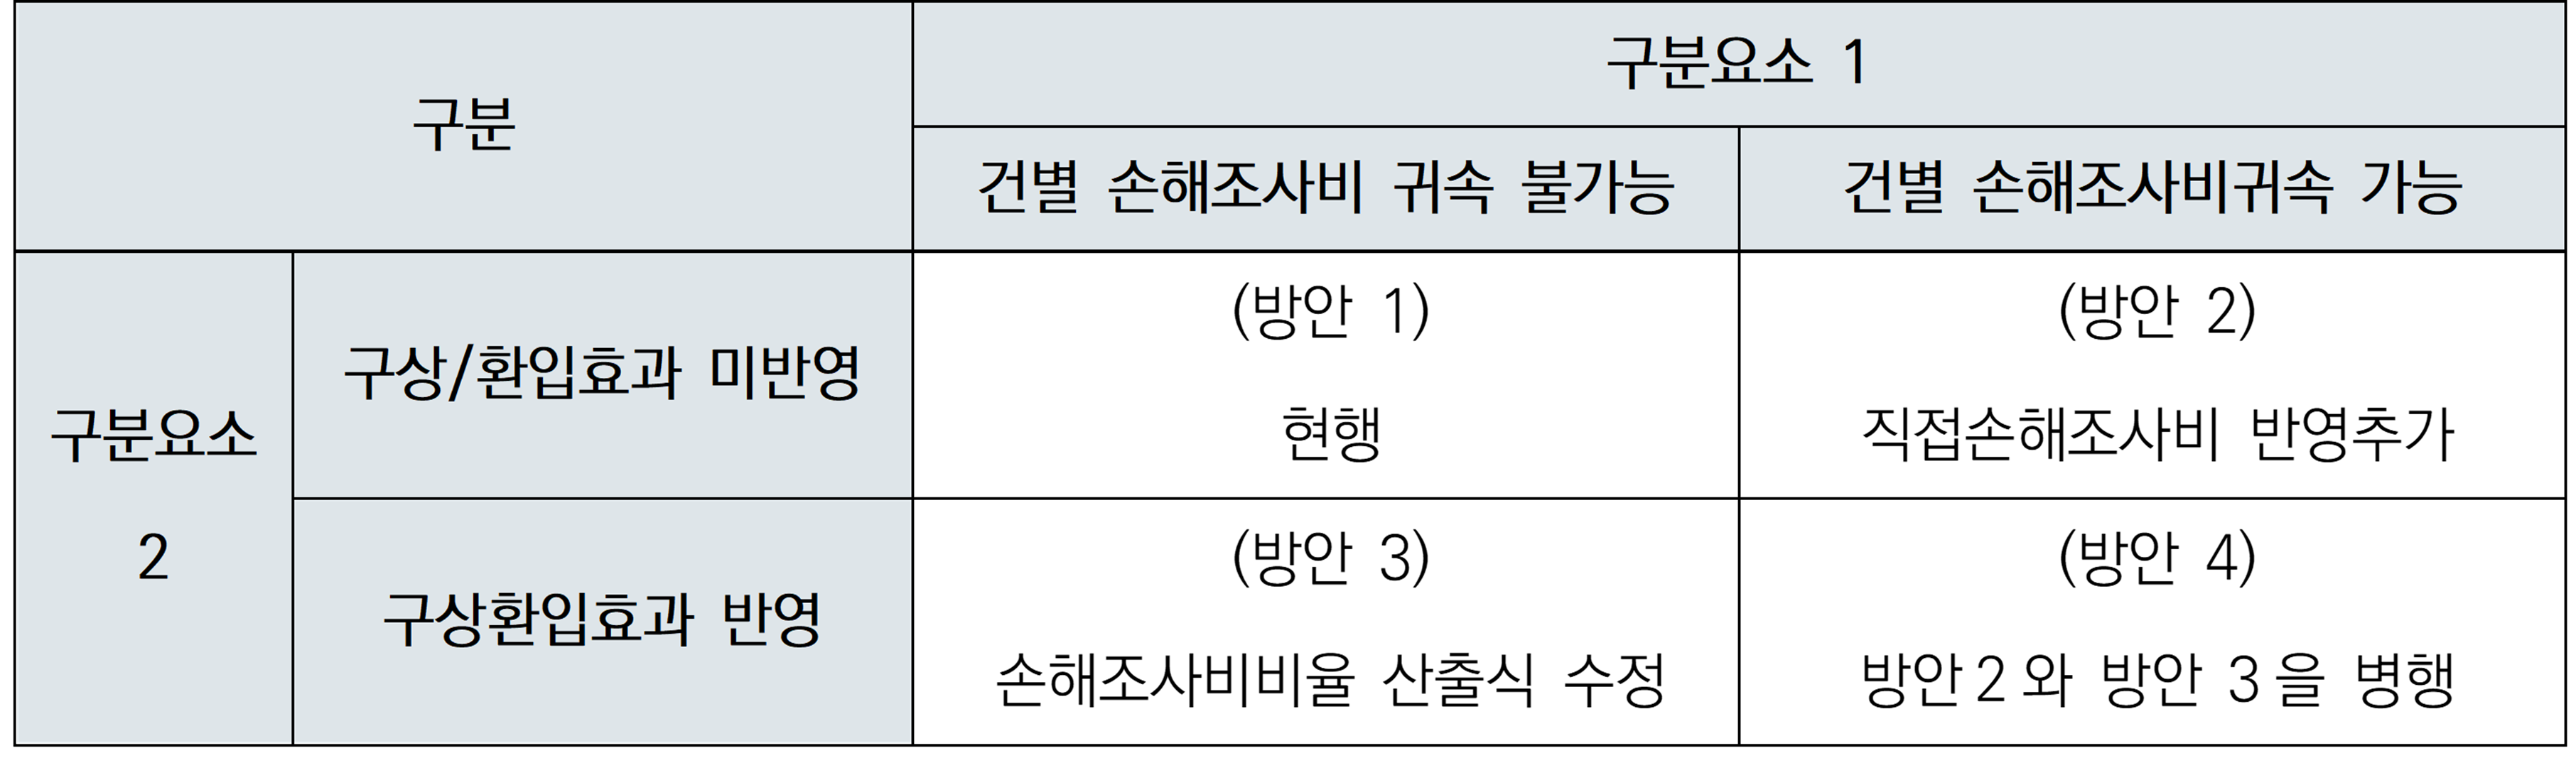 구분
구분요소 1
건별 손해조사비 귀속 불가능
건별 손해조사비귀속 가능
구분요소
2
구상/환입효과 미반영
(방안 1)
현행
(방안 2)
직접손해조사비 반영추가
구상환입효과 반영
(방안 3)
손해조사비비율 산출식 수정
(방안 4)
방안2와 방안 3을 병행